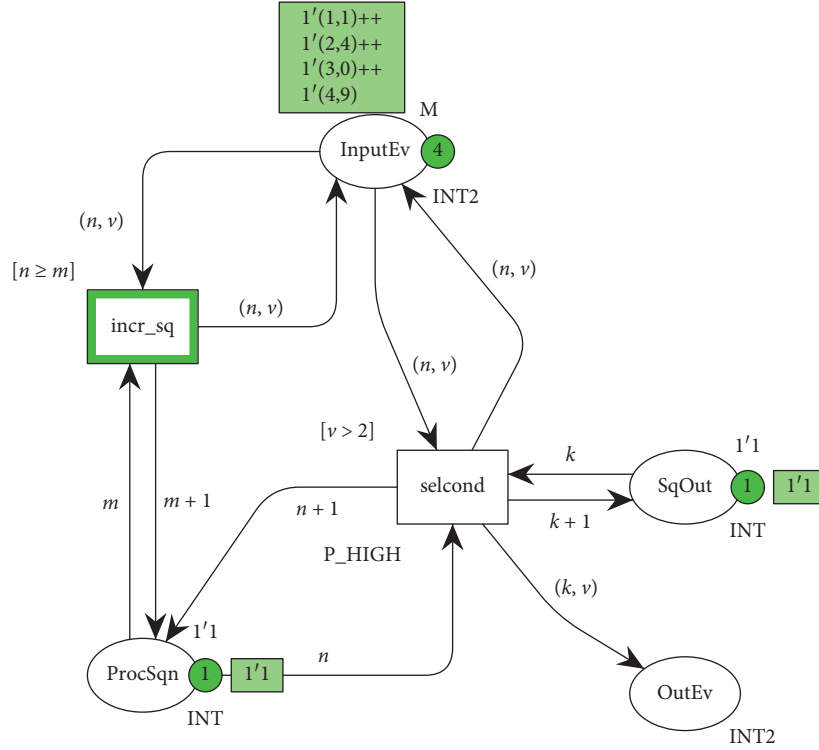 1′(1,1)++
1′(2,4)++
1′(3,0)++
1′(4,9)
M
InputEv
4
INT2
(n, v)
(n, v)
[n ≥ m]
(n, v)
incr_sq
(n, v)
[v > 2]
1′1
k
selcond
SqOut
1
1′1
m
m + 1
n + 1
k + 1
INT
P_HIGH
(k, v)
1′1
n
ProcSqn
1
1′1
OutEv
INT
INT2